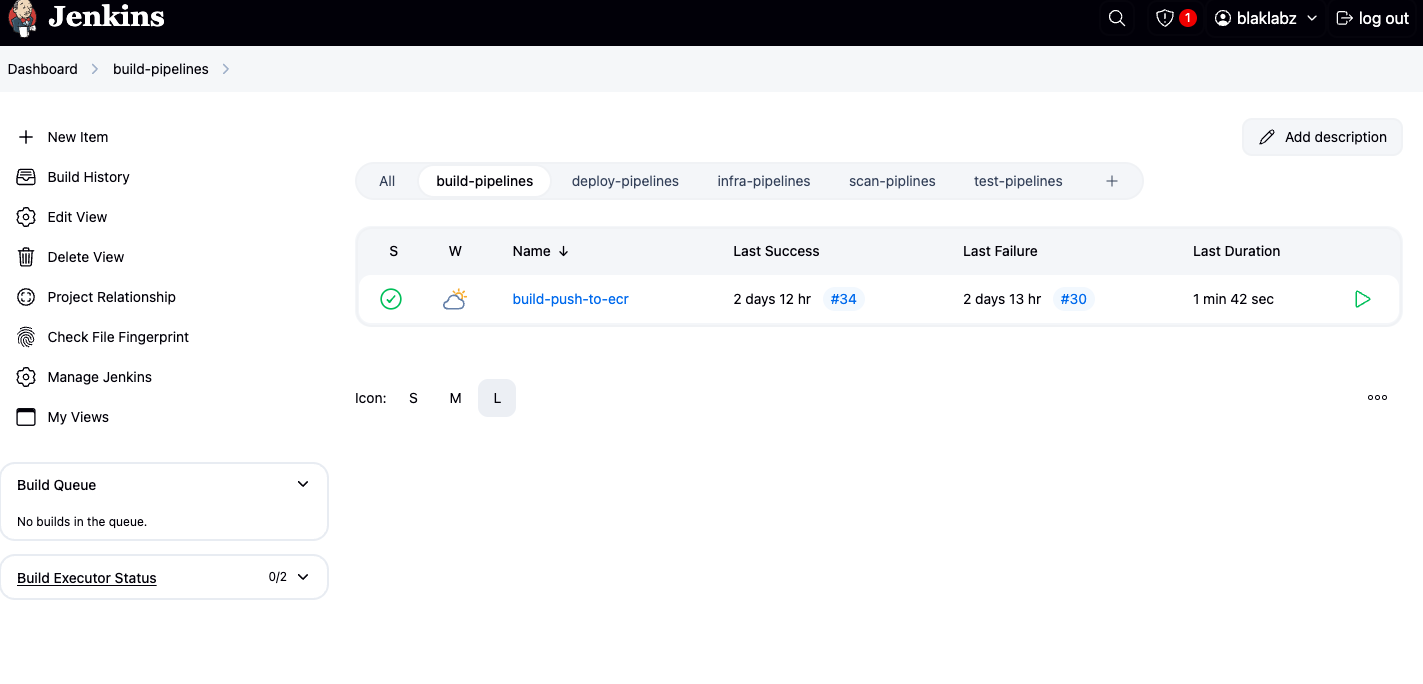 Jenkins
1 blaklabz log out
Dashboard build-pipelines
New Item
Build History
Edit View
Delete View
Project Relationship
Check File Fingerprint
Manage Jenkins
My Views
Build Queue
No builds in the queue.
Build Executor Status 0/2
Add description
All build-pipelines deploy-pipelines infra-pipelines scan-piplines test-pipelines
S W Name ↓ Last Success Last Failure Last Duration
build-push-to-ecr 2 days 12 hr #34 2 days 13 hr #30 1 min 42 sec
Icon: S M L